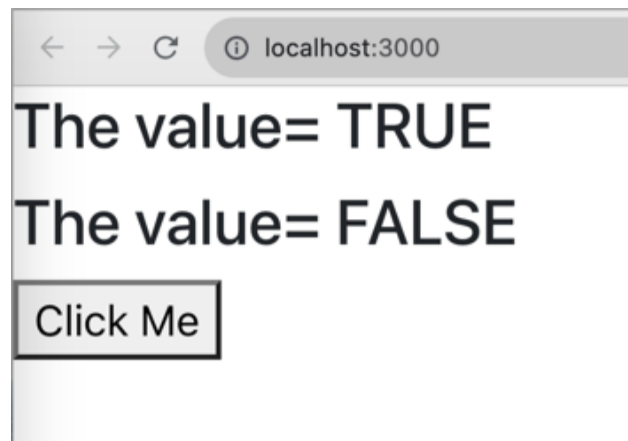 localhost:3000
The value= TRUE
The value= FALSE
Click Me